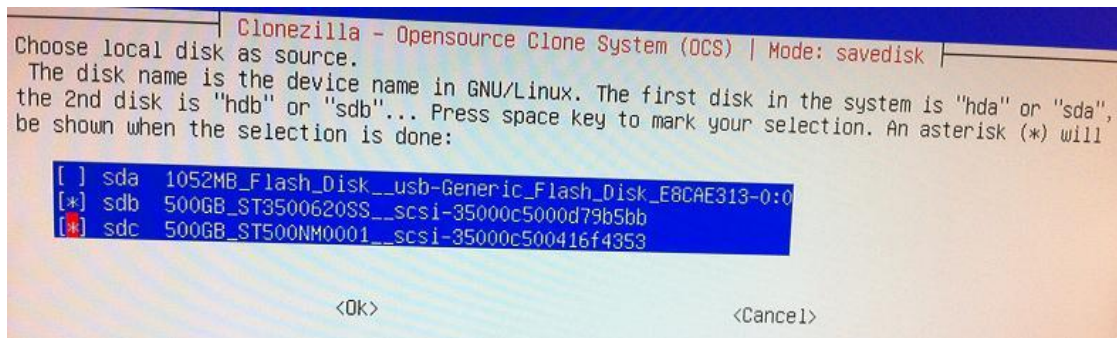 Clonezilla - Opensource Clone System (OCS) | Mode: savedisk
Choose local disk as source.
The disk name is the device name in GNU/Linux. The first disk in the system is "hda" or "sda",
the 2nd disk is "hdb" or "sdb"... Press space key to mark your selection. An asterisk (*) will
be shown when the selection is done:
[ ] sda 1052MB_Flash_Disk__usb-Generic_Flash_Disk_E8CAE313-0:0
[*] sdb 500GB_ST3500620SS__scsi-35000c5000d79b5bb
[*] sdc 500GB_ST500NM0001__scsi-35000c500416f4353
<Ok> <Cancel>